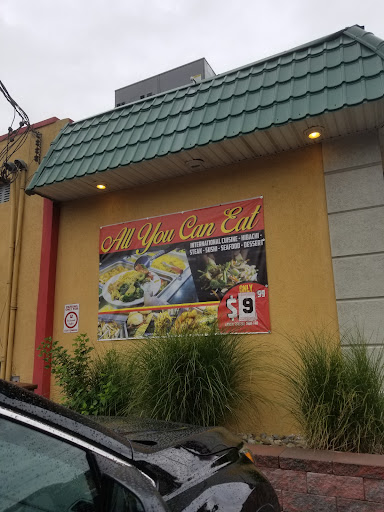 All You Can Eat
INTERNATIONAL CUISINE - HIBACHI -
STEAK - SUSHI - SEAFOOD - DESSERT
ONLY
$9.99